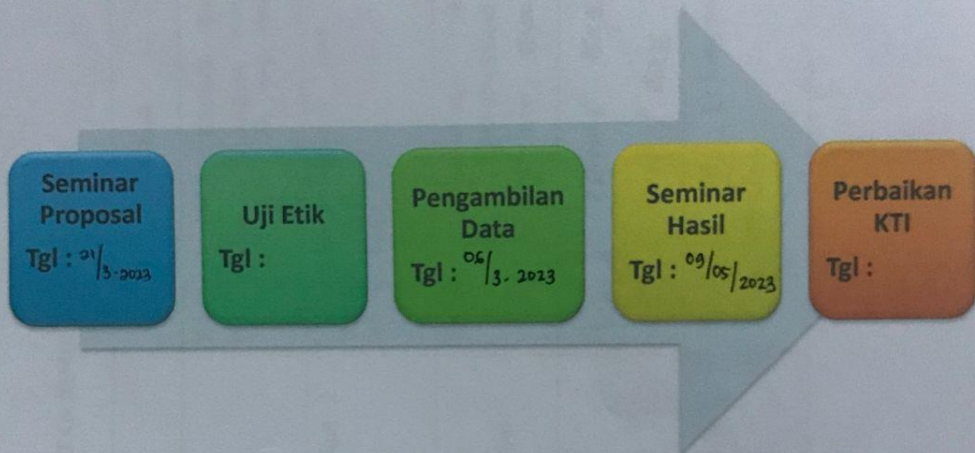 Seminar
Proposal
Tgl : 21/3-2023
Uji Etik
Tgl :
Pengambilan
Data
Tgl : 06/3. 2023
Seminar
Hasil
Tgl : 09/05/2023
Perbaikan
KTI
Tgl :